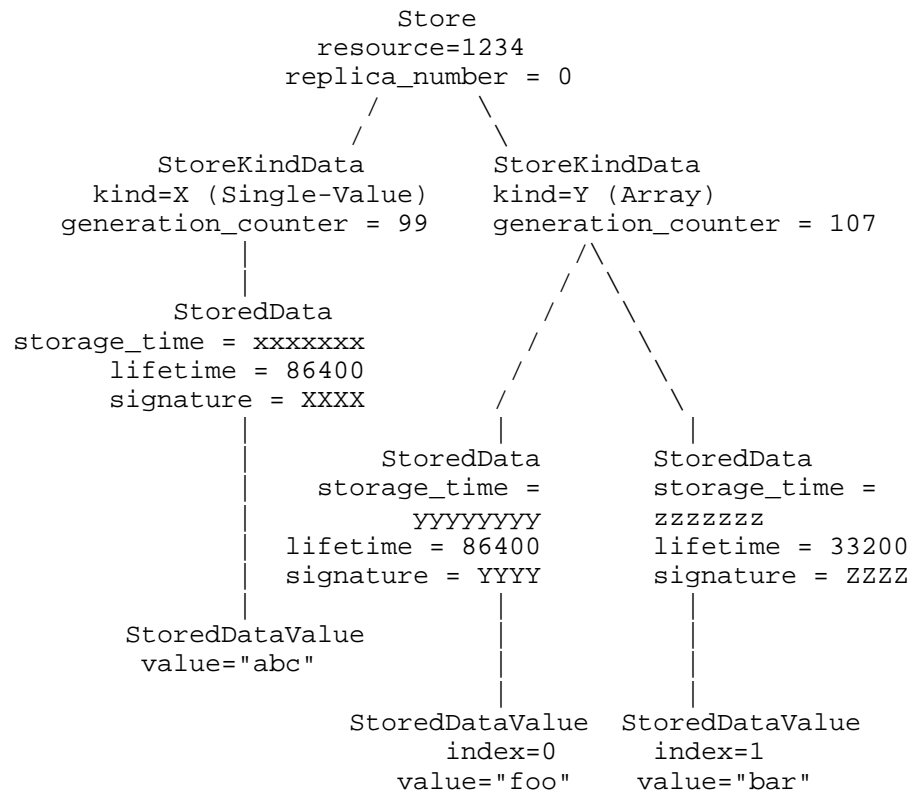 Store
resource=1234
replica_number = 0
StoreKindData StoreKindData
kind=X (Single-Value) kind=Y (Array)
generation_counter = 99 generation_counter = 107
StoredData
storage_time = xxxxxxx
lifetime = 86400
signature = XXXX
StoredData StoredData
storage_time = storage_time =
yyyyyyyy zzzzzzz
lifetime = 86400 lifetime = 33200
signature = YYYY signature = ZZZZ
StoredDataValue
value="abc"
StoredDataValue StoredDataValue
index=0 index=1
value="foo" value="bar"